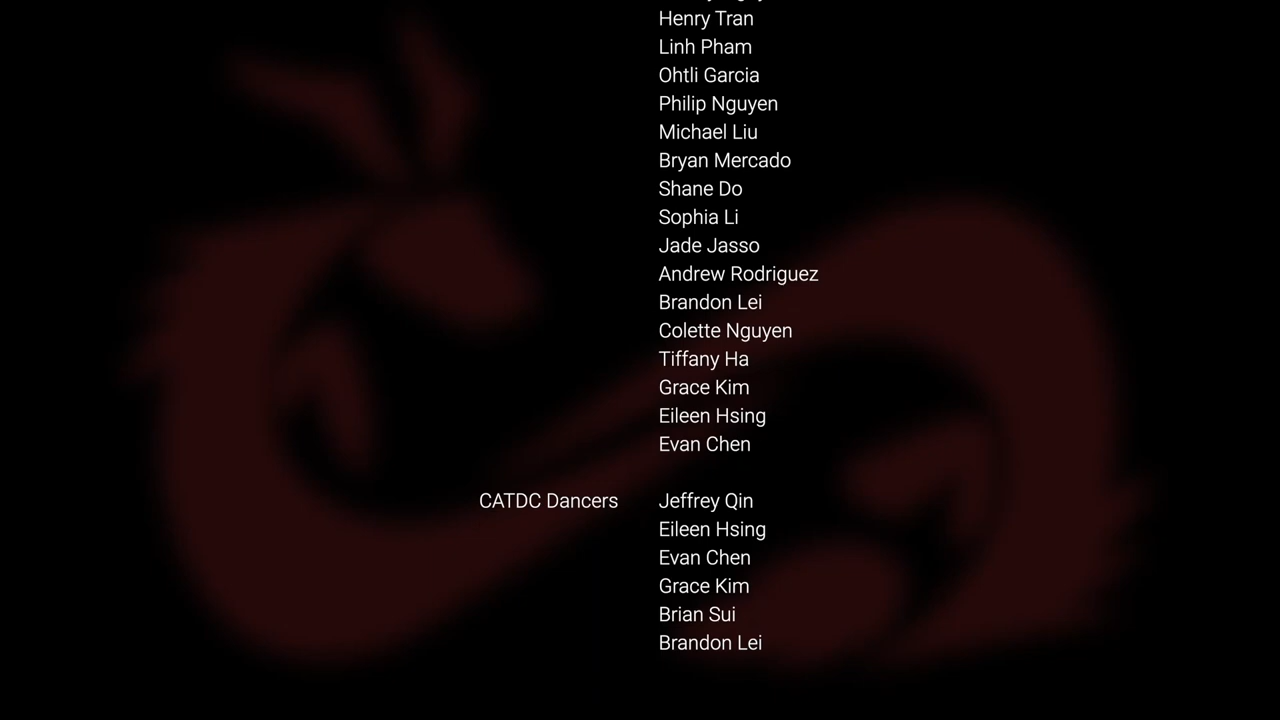 Henry Tran
Linh Pham
Ohtli Garcia
Philip Nguyen
Michael Liu
Bryan Mercado
Shane Do
Sophia Li
Jade Jasso
Andrew Rodriguez
Brandon Lei
Colette Nguyen
Tiffany Ha
Grace Kim
Eileen Hsing
Evan Chen
CATDC Dancers Jeffrey Qin
Eileen Hsing
Evan Chen
Grace Kim
Brian Sui
Brandon Lei